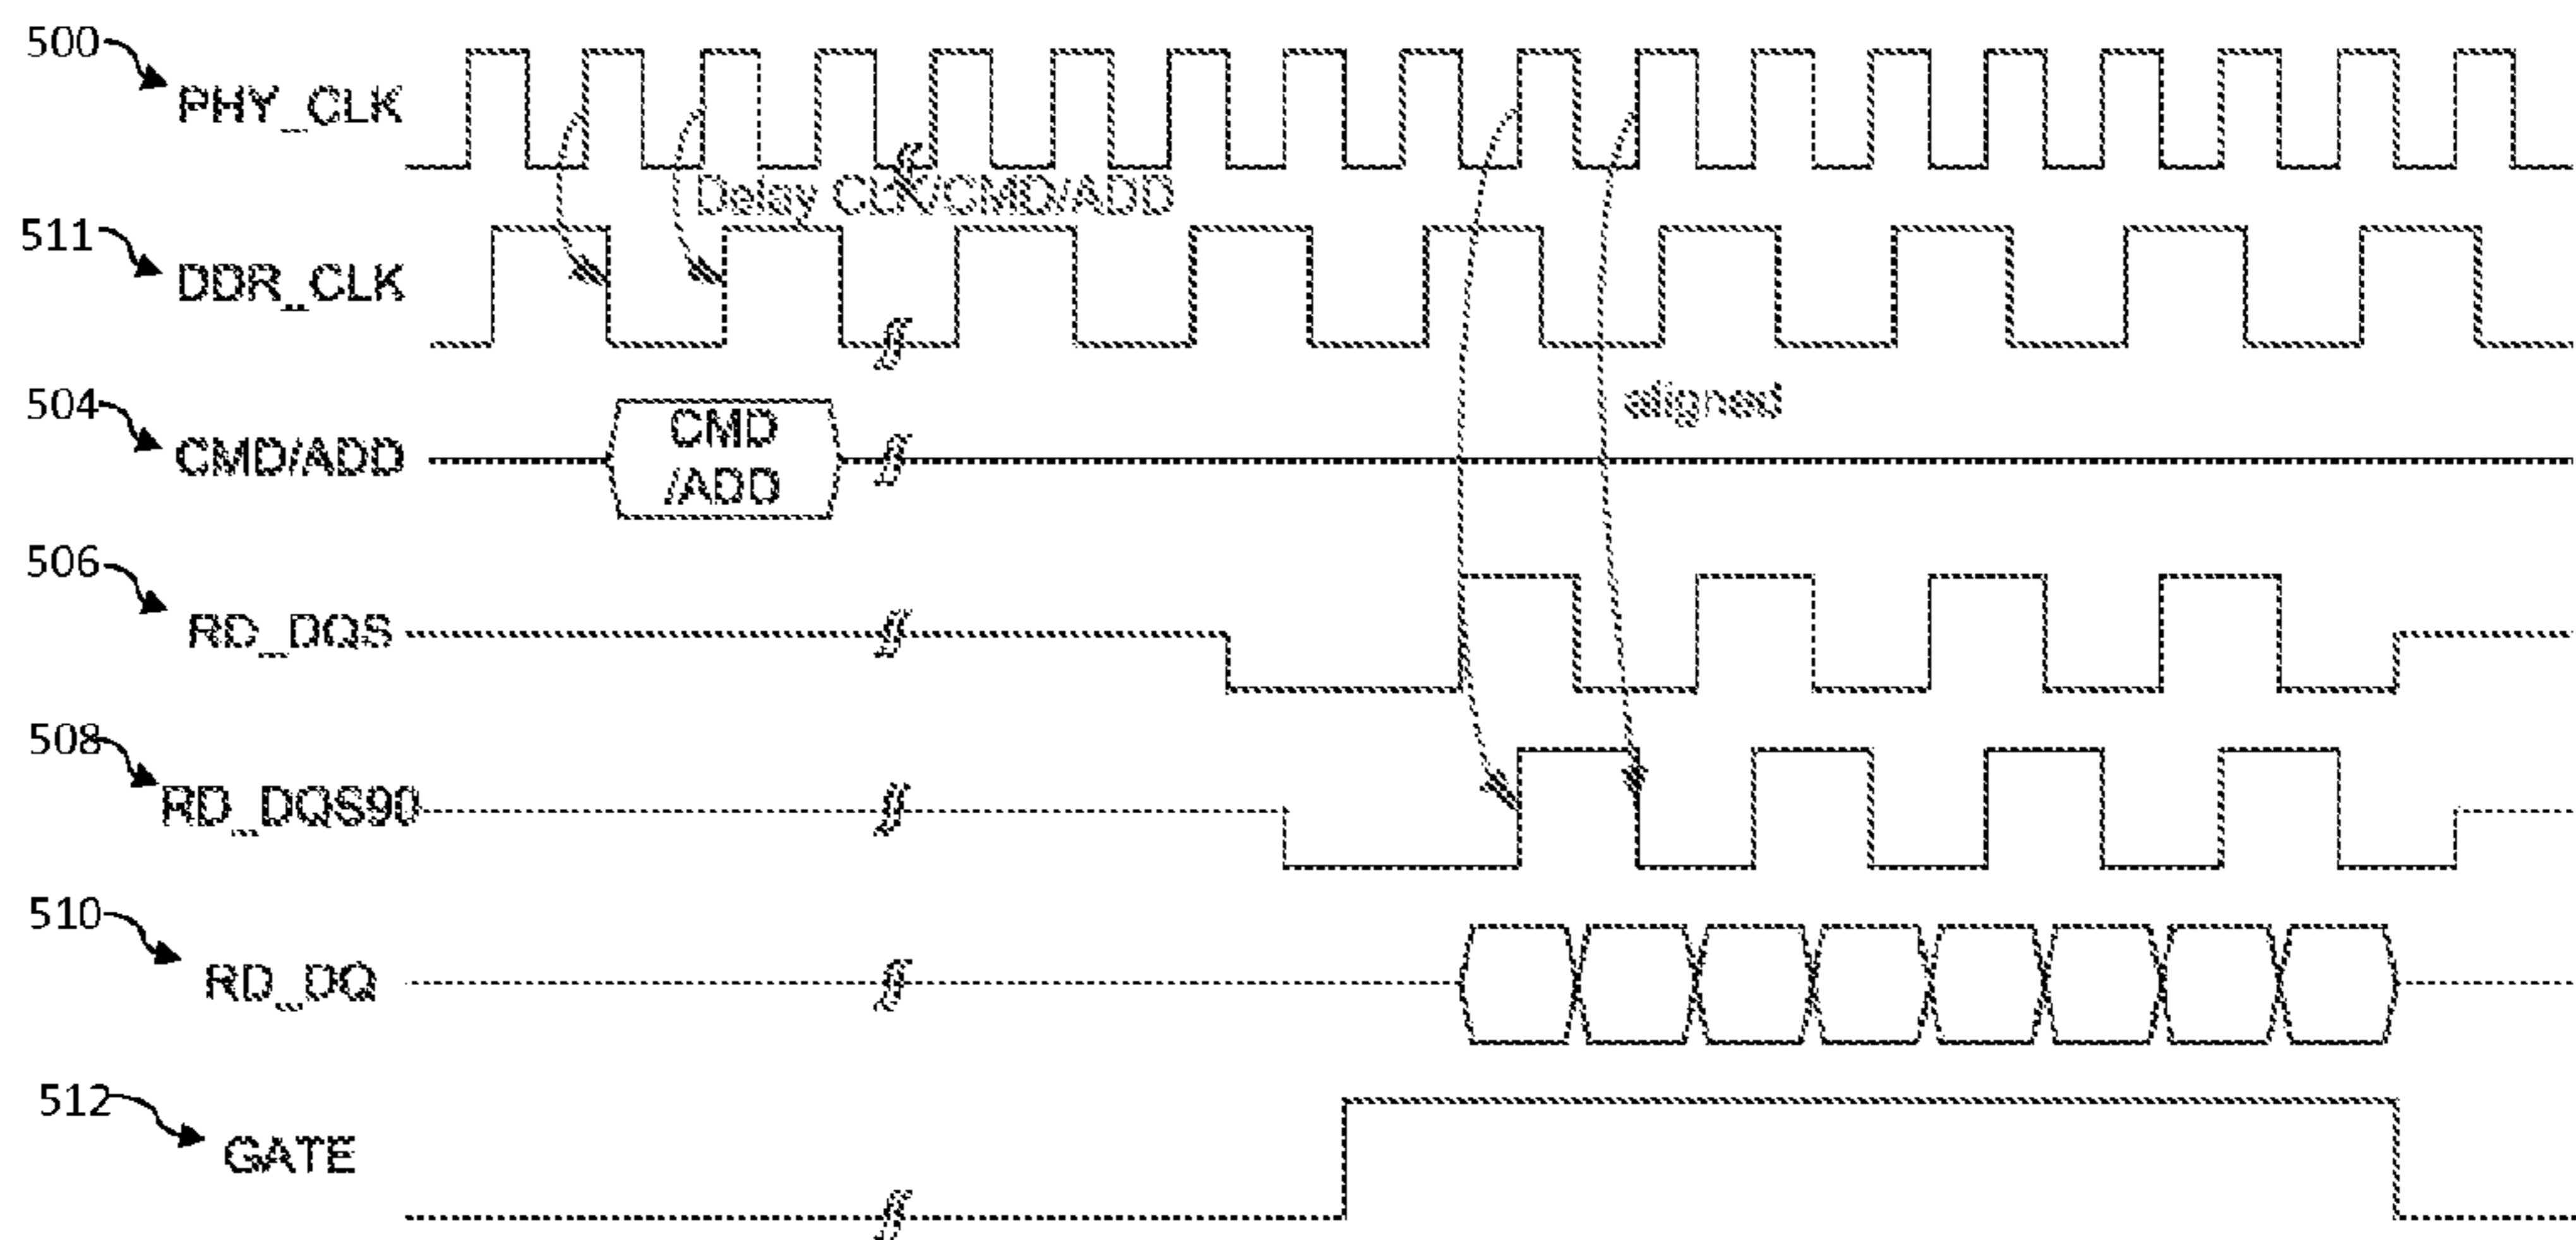 500
PHY_CLK
Delay CLK/CMD/ADD
511
DDR_CLK
504
CMD/ADD
CMD
/ADD
aligned
506
RD_DQS
508
RD_DQS90
510
RD_DQ
512
GATE